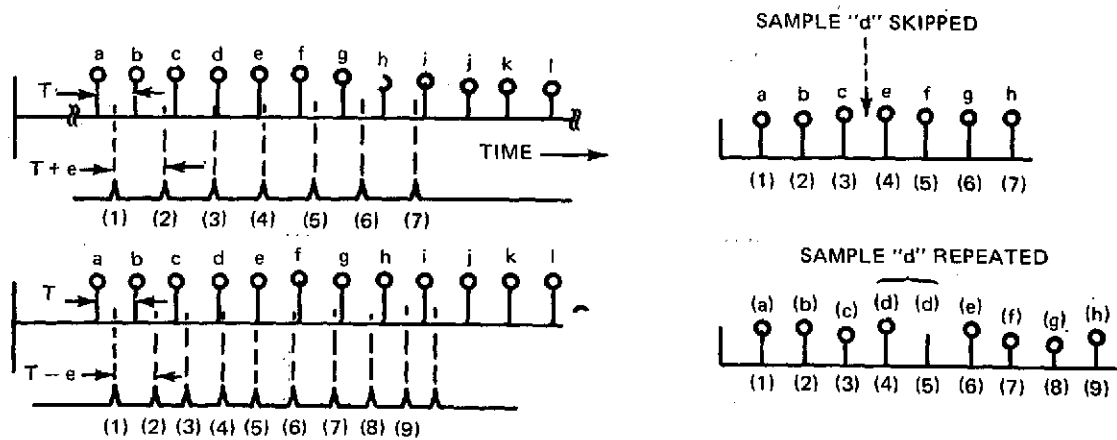 a b c d e f g h i j k l
T
T + e
TIME
(1) (2) (3) (4) (5) (6) (7)
SAMPLE "d" SKIPPED
a b c e f g h
(1) (2) (3) (4) (5) (6) (7)
a b c d e f g h i j k l
T
T - e
(1) (2) (3) (4) (5) (6) (7) (8) (9)
SAMPLE "d" REPEATED
(a) (b) (c) (d) (d) (e) (f) (g) (h)
(1) (2) (3) (4) (5) (6) (7) (8) (9)